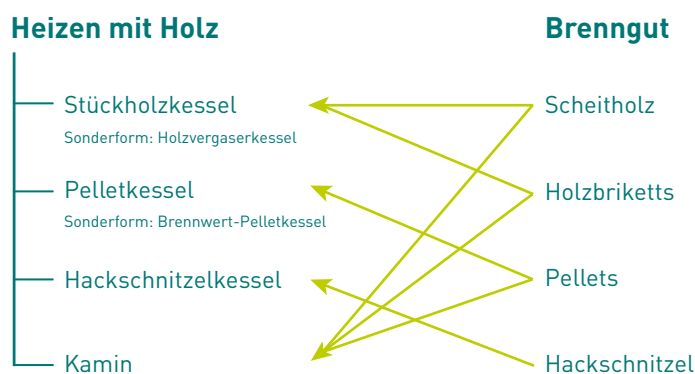 Heizen mit Holz
Stückholzkessel
Sonderform: Holzvergaserkessel
Pelletkessel
Sonderform: Brennwert-Pelletkessel
Hackschnitzelkessel
Kamin
Brenngut
Scheitholz
Holzbriketts
Pellets
Hackschnitzel